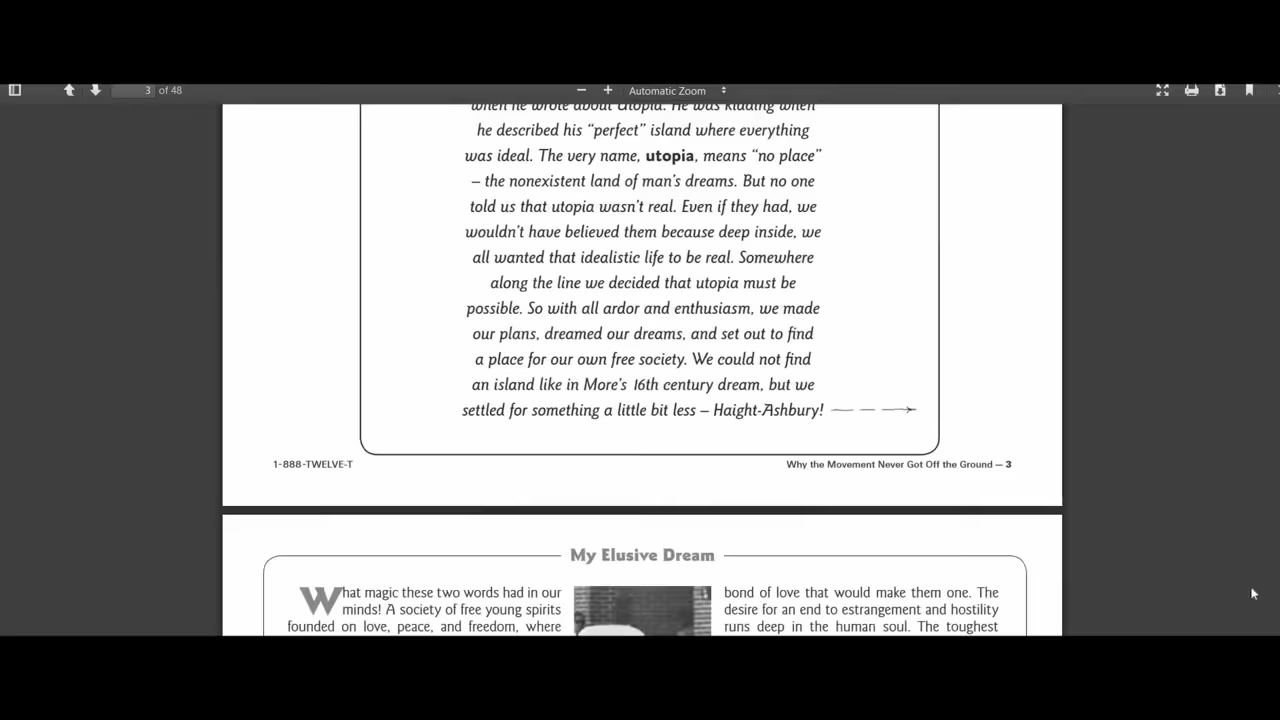 3 of 48
Automatic Zoom
when he wrote about Utopia. He was kidding when
he described his “perfect” island where everything
was ideal. The very name, utopia, means “no place”
– the nonexistent land of man's dreams. But no one
told us that utopia wasn't real. Even if they had, we
wouldn't have believed them because deep inside, we
all wanted that idealistic life to be real. Somewhere
along the line we decided that utopia must be
possible. So with all ardor and enthusiasm, we made
our plans, dreamed our dreams, and set out to find
a place for our own free society. We could not find
an island like in More's 16th century dream, but we
settled for something a little bit less – Haight-Ashbury!
1-888-TWELVE-T
Why the Movement Never Got Off the Ground — 3
My Elusive Dream
What magic these two words had in our
minds! A society of free young spirits
founded on love, peace, and freedom, where
bond of love that would make them one. The
desire for an end to estrangement and hostility
runs deep in the human soul. The toughest